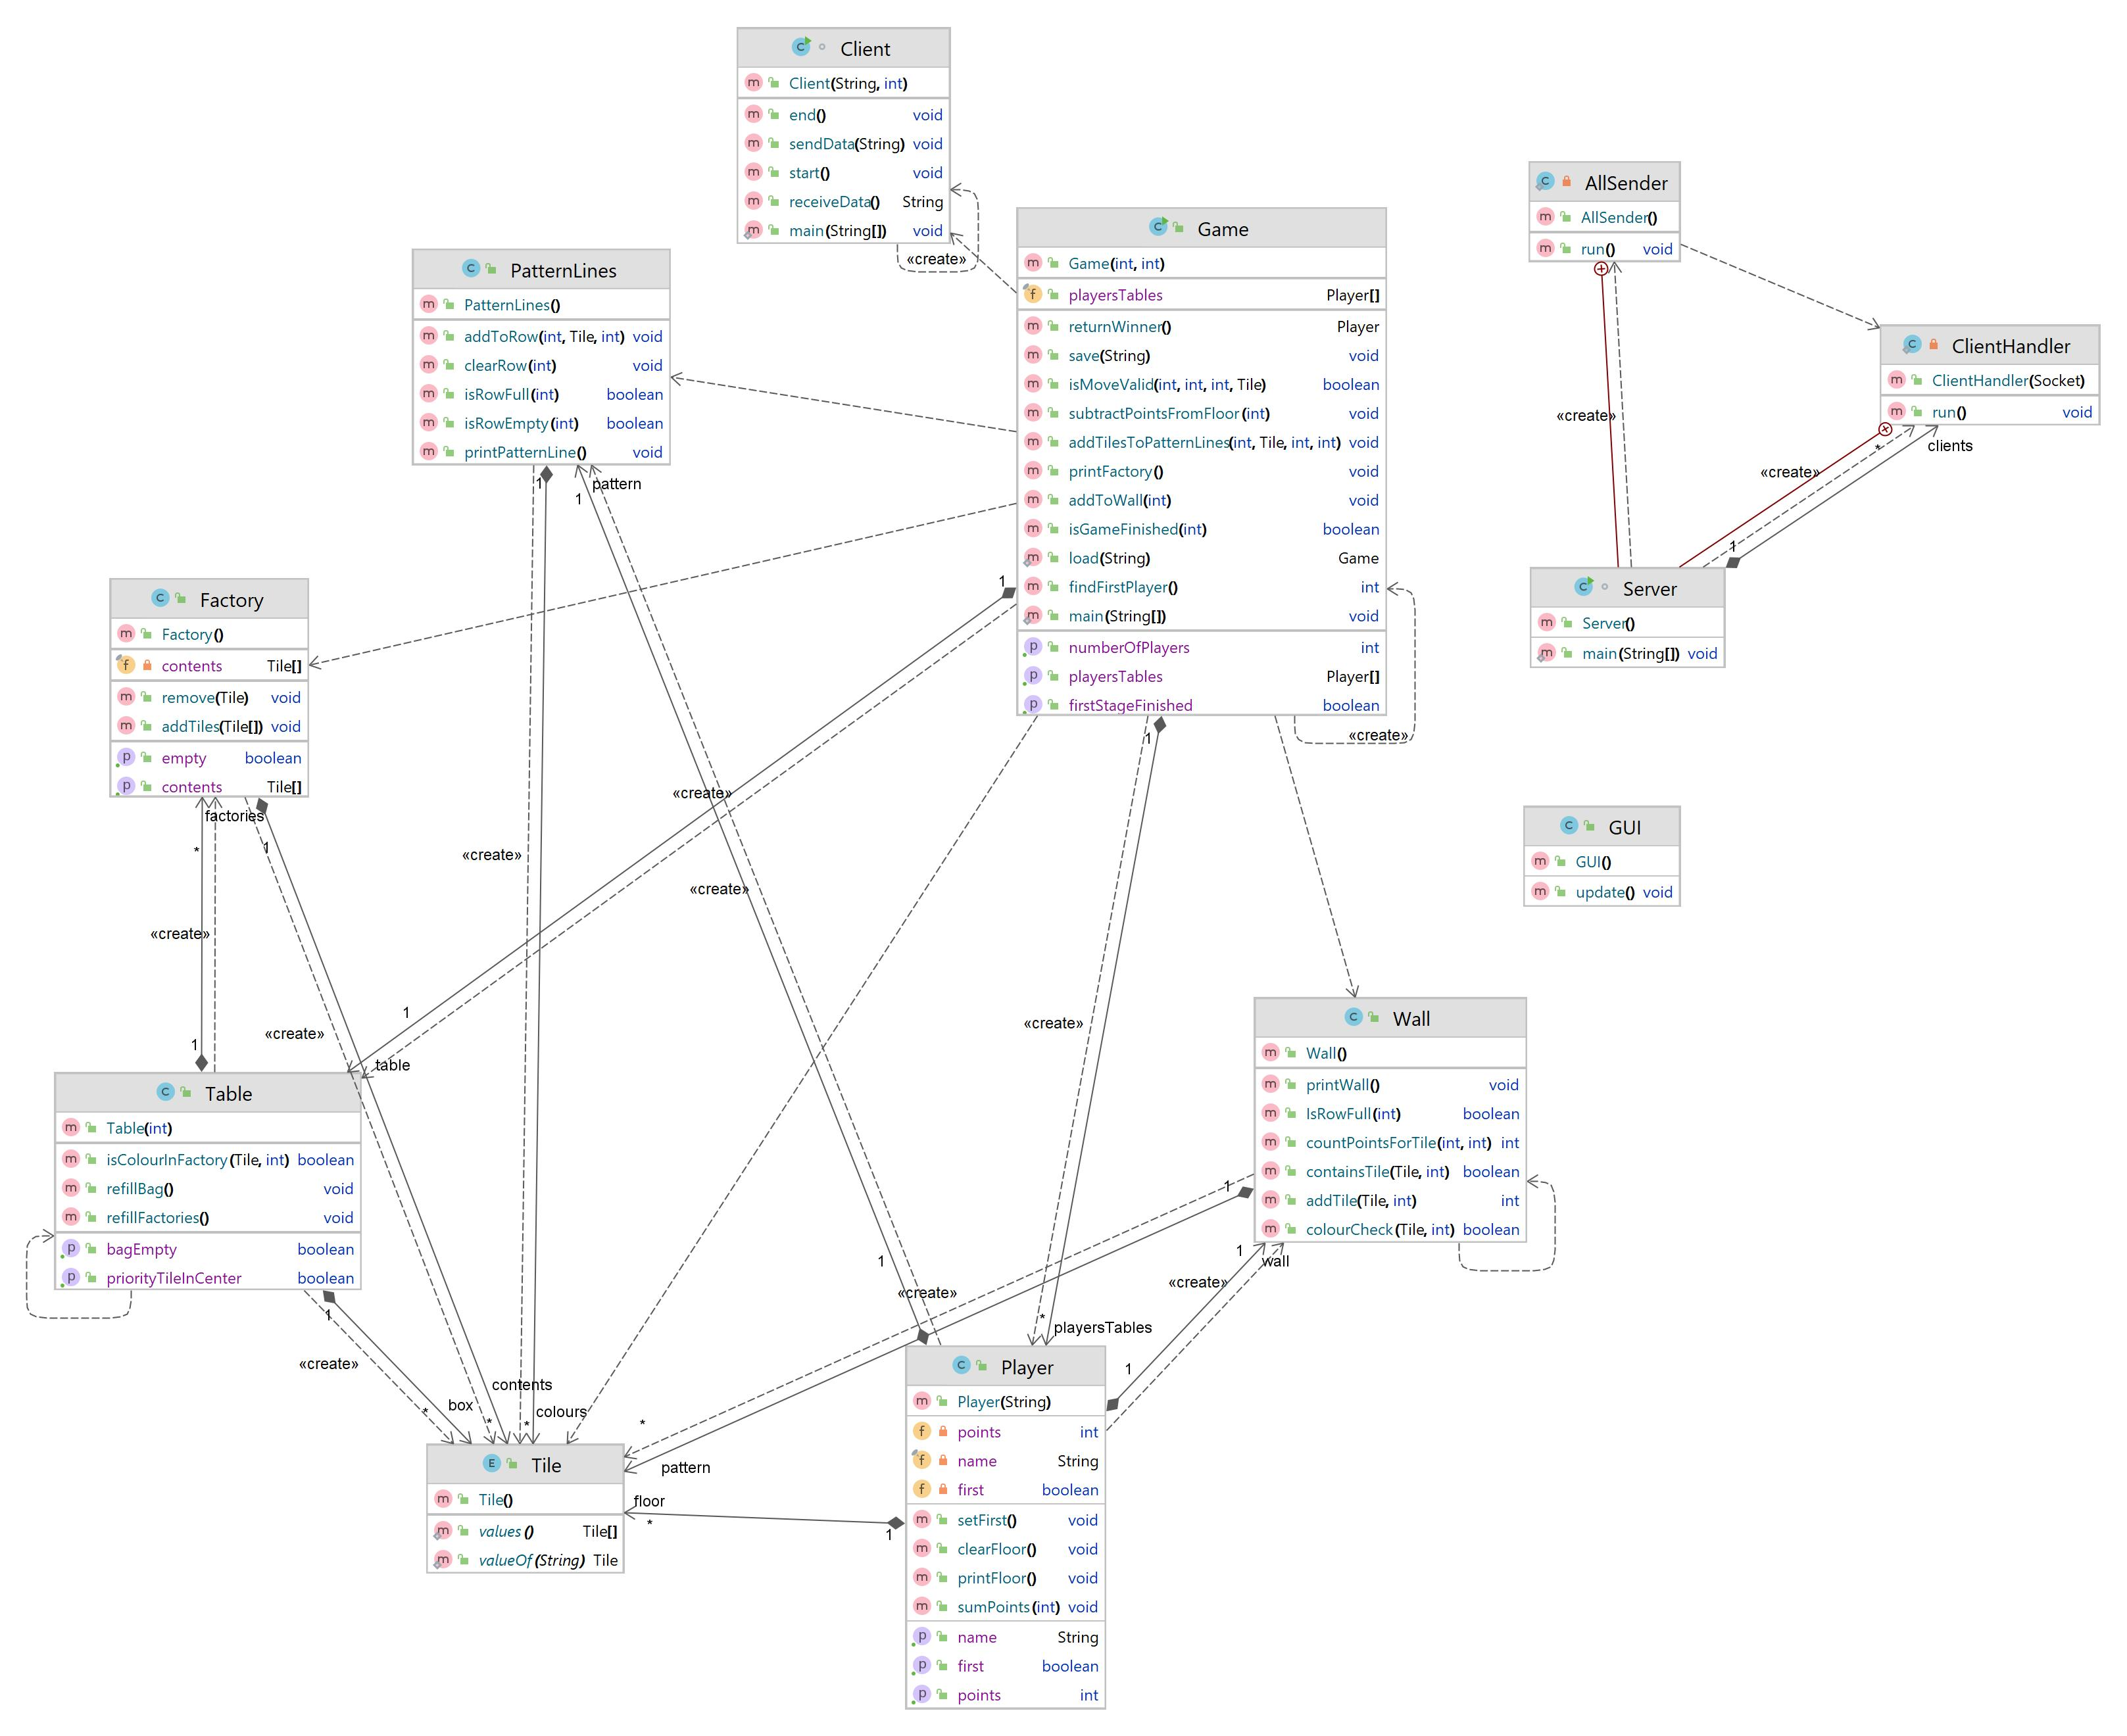 Client
Client(String, int)
end() void
sendData(String) void
start() void
receiveData() String
main(String[]) void
«create»
AllSender
AllSender()
run() void
Game
Game(int, int)
playersTables Player[]
returnWinner() Player
save(String) void
isMoveValid(int, int, int, Tile) boolean
subtractPointsFromFloor(int) void
addTilesToPatternLines(int, Tile, int, int) void
printFactory() void
addToWall(int) void
isGameFinished(int) boolean
load(String) Game
findFirstPlayer() int
main(String[]) void
numberOfPlayers int
playersTables Player[]
firstStageFinished boolean
«create»
PatternLines
PatternLines()
addToRow(int, Tile, int) void
clearRow(int) void
isRowFull(int) boolean
isRowEmpty(int) boolean
printPatternLine() void
1
1
pattern
ClientHandler
ClientHandler(Socket)
run() void
«create»
*
clients
«create»
1
Server
Server()
main(String[]) void
Factory
Factory()
contents Tile[]
remove(Tile) void
addTiles(Tile[]) void
empty boolean
contents Tile[]
factories
*
1
1
1
«create»
«create»
«create»
GUI
GUI()
update() void
«create»
1
«create»
«create»
1
table
Table
Table(int)
isColourInFactory(Tile, int) boolean
refillBag() void
refillFactories() void
bagEmpty boolean
priorityTileInCenter boolean
Wall
Wall()
printWall() void
IsRowFull(int) boolean
countPointsForTile(int, int) int
containsTile(Tile, int) boolean
addTile(Tile, int) int
colourCheck(Tile, int) boolean
1
1
wall
1
«create»
«create»
1
*
playersTables
«create»
1
contents
box
colours
*
*
*
*
pattern
Tile
Tile()
values() Tile[]
valueOf(String) Tile
floor
*
1
1
Player
Player(String)
points int
name String
first boolean
setFirst() void
clearFloor() void
printFloor() void
sumPoints(int) void
name String
first boolean
points int